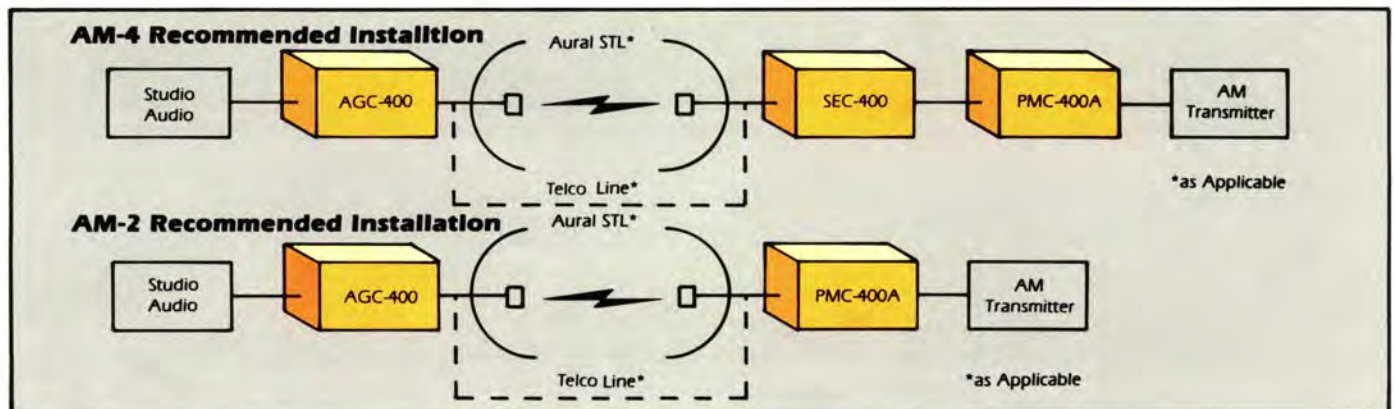 AM-4 Recommended Installtion
Aural STL*
Studio
Audio
AGC-400
SEC-400
PMC-400A
AM
Transmitter
Telco Line*
*as Applicable
AM-2 Recommended Installation
Aural STL*
Studio
Audio
AGC-400
PMC-400A
AM
Transmitter
Telco Line*
*as Applicable